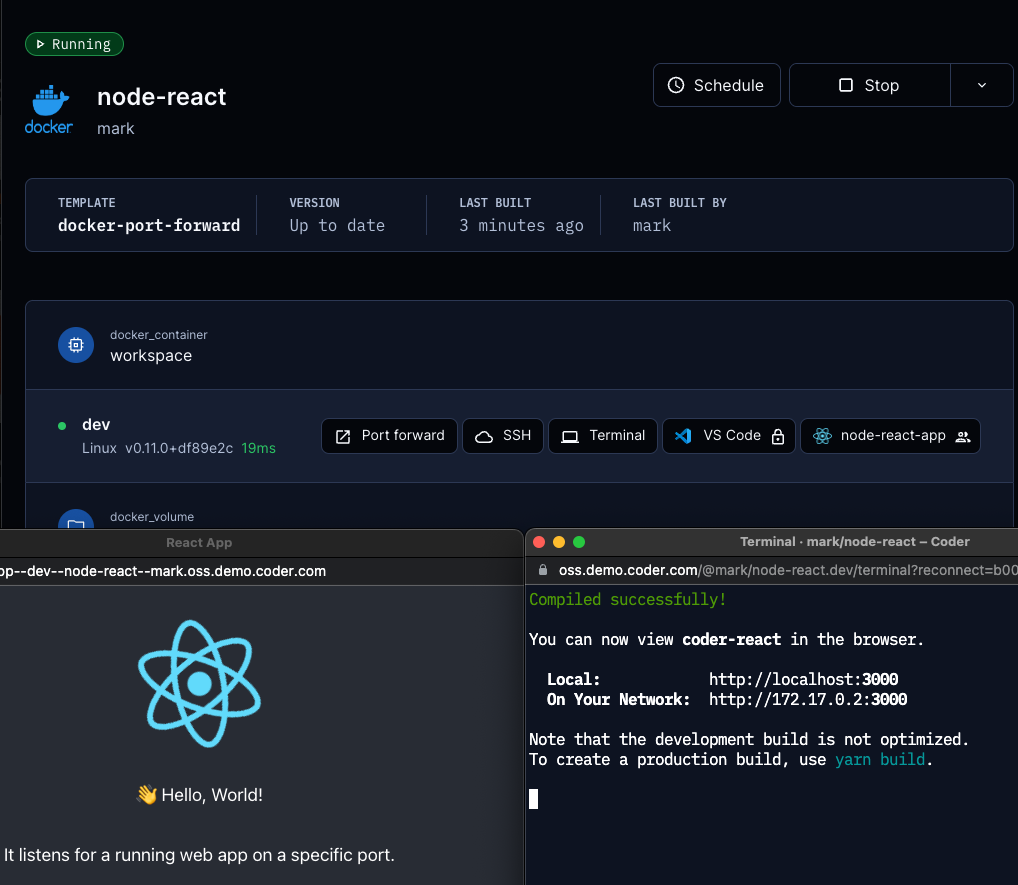 Running
docker
node-react
mark
Schedule
Stop
TEMPLATE
docker-port-forward
VERSION
Up to date
LAST BUILT
3 minutes ago
LAST BUILT BY
mark
docker_container
workspace
dev
Linux v0.11.0+df89e2c 19ms
Port forward
SSH
Terminal
VS Code
node-react-app
docker_volume
React App
pp--dev--node-react--mark.oss.demo.coder.com
👋 Hello, World!
It listens for a running web app on a specific port.
Terminal · mark/node-react – Coder
oss.demo.coder.com/@mark/node-react.dev/terminal?reconnect=b00
Compiled successfully!
You can now view coder-react in the browser.
Local: http://localhost:3000
On Your Network: http://172.17.0.2:3000
Note that the development build is not optimized.
To create a production build, use yarn build.